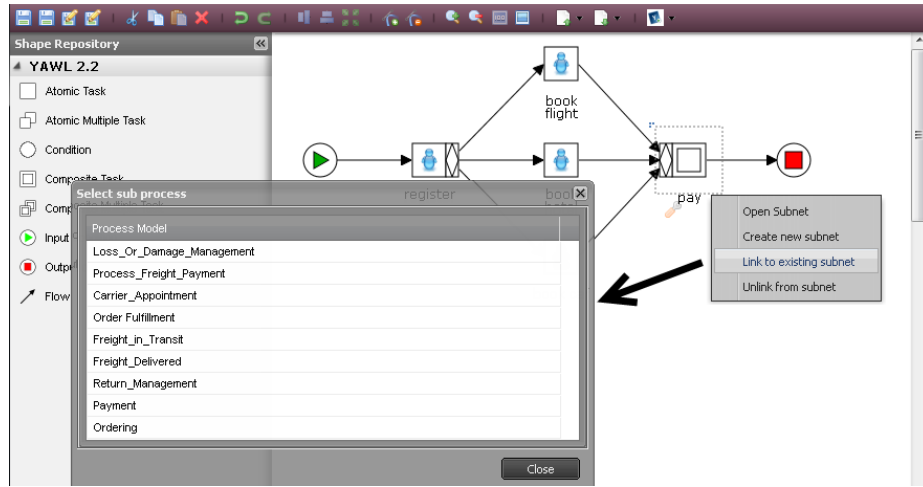 Shape Repository
YAWL 2.2
Atomic Task
Atomic Multiple Task
Condition
Composite Task
Input
Flow
book
flight
register
book
pay
Select sub process
Process Model
Loss_Or_Damage_Management
Process_Freight_Payment
Carrier_Appointment
Order Fulfillment
Freight_in_Transit
Freight_Delivered
Return_Management
Payment
Ordering
Close
Open Subnet
Create new subnet
Link to existing subnet
Unlink from subnet